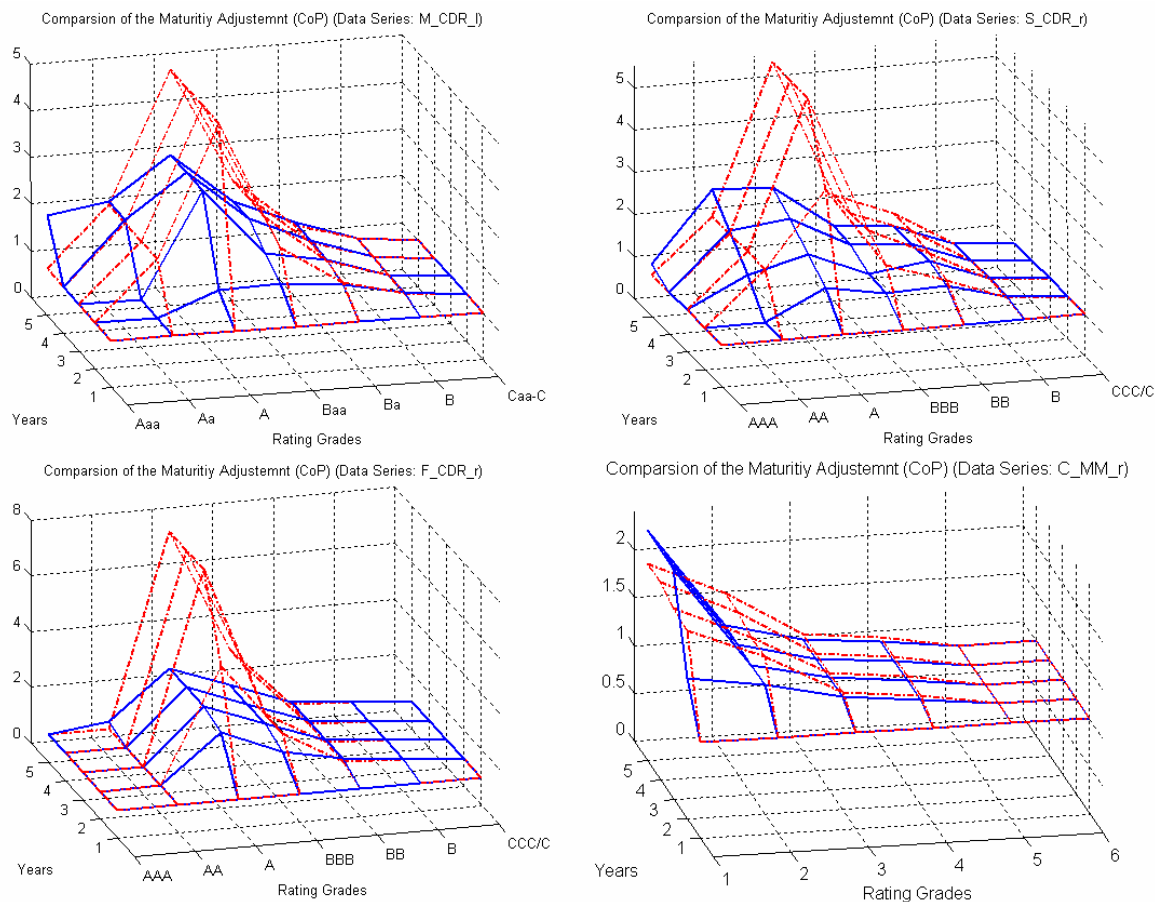 Comparsion of the Maturitiy Adjustemnt (CoP) (Data Series: M_CDR_l)
5
4
3
2
1
0
5
4
3
2
1
Years
Aaa
Aa
A
Baa
Ba
B
Caa-C
Rating Grades
Comparsion of the Maturitiy Adjustemnt (CoP) (Data Series: S_CDR_r)
5
4
3
2
1
0
5
4
3
2
1
Years
AAA
AA
A
BBB
BB
B
CCC/C
Rating Grades
Comparsion of the Maturitiy Adjustemnt (CoP) (Data Series: F_CDR_r)
8
6
4
2
0
5
4
3
2
1
Years
AAA
AA
A
BBB
BB
B
CCC/C
Rating Grades
Comparsion of the Maturitiy Adjustemnt (CoP) (Data Series: C_MM_r)
2
1.5
1
0.5
0
5
4
3
2
1
Years
1
2
3
4
5
6
Rating Grades